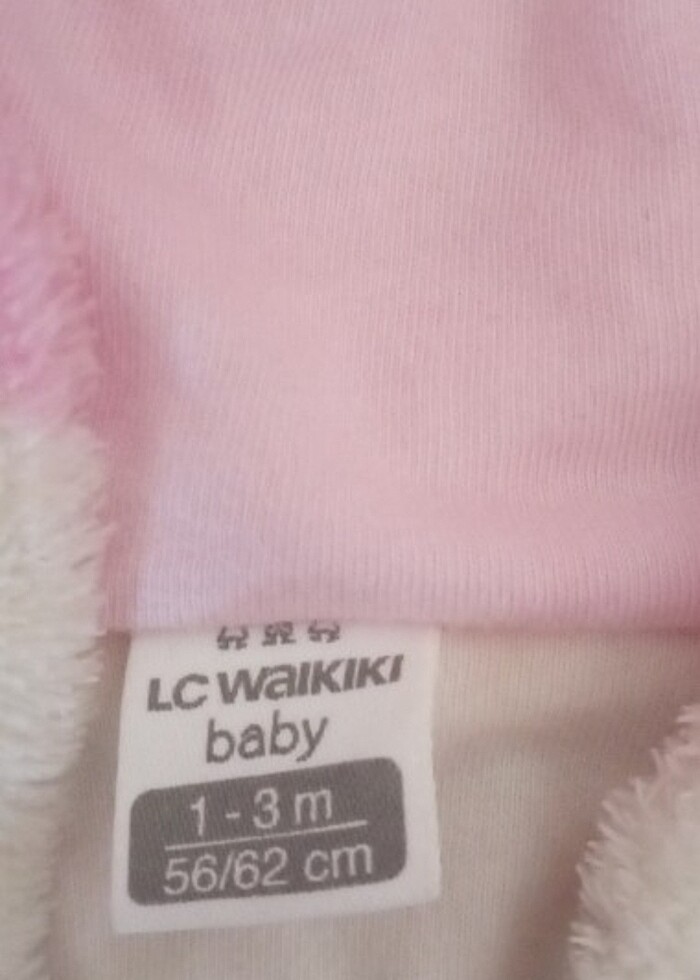 LC WAIKIKI
baby
1 - 3 m
56/62 cm